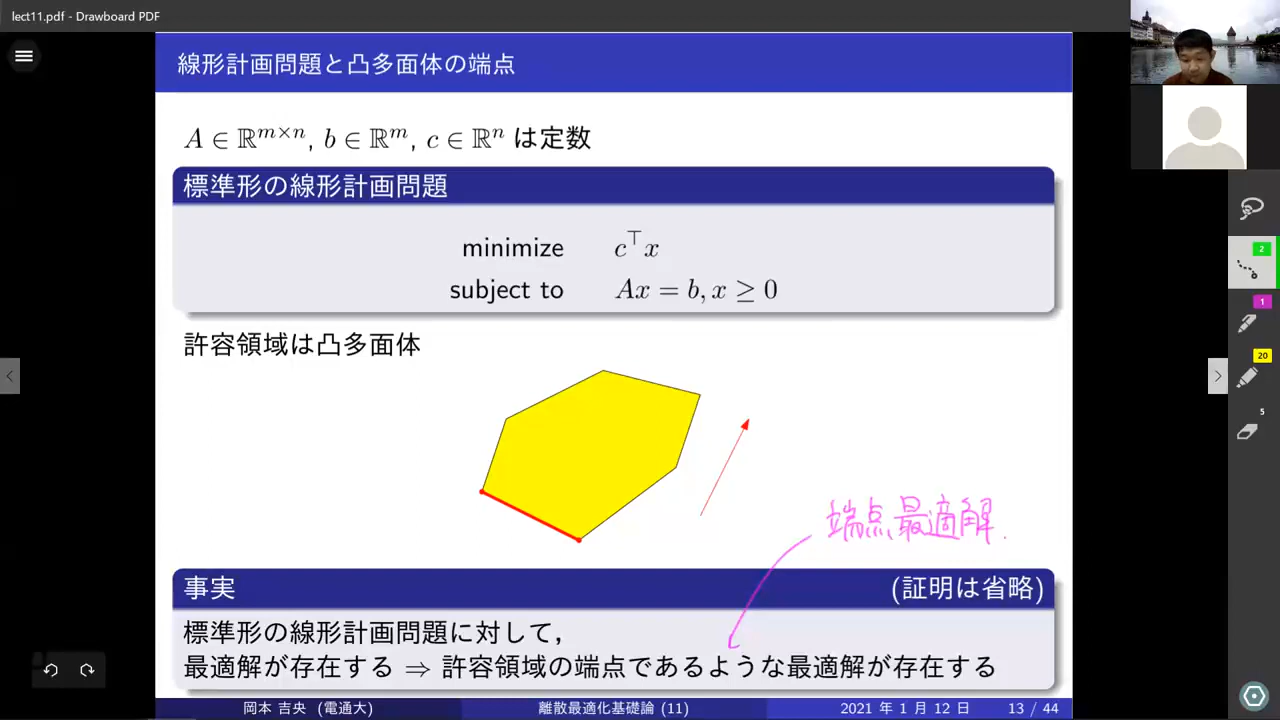 lect11.pdf - Drawboard PDF
線形計画問題と凸多面体の端点
A ∈ ℝ^{m×n}, b ∈ ℝ^m, c ∈ ℝ^n は定数
標準形の線形計画問題
minimize c^⊤ x
subject to Ax = b, x ≥ 0
許容領域は凸多面体
端点最適解.
事実 (証明は省略)
標準形の線形計画問題に対して,
最適解が存在する ⇒ 許容領域の端点であるような最適解が存在する
岡本 吉央 (電通大) 離散最適化基礎論 (11) 2021 年 1 月 12 日 13 / 44
2
1
20
5